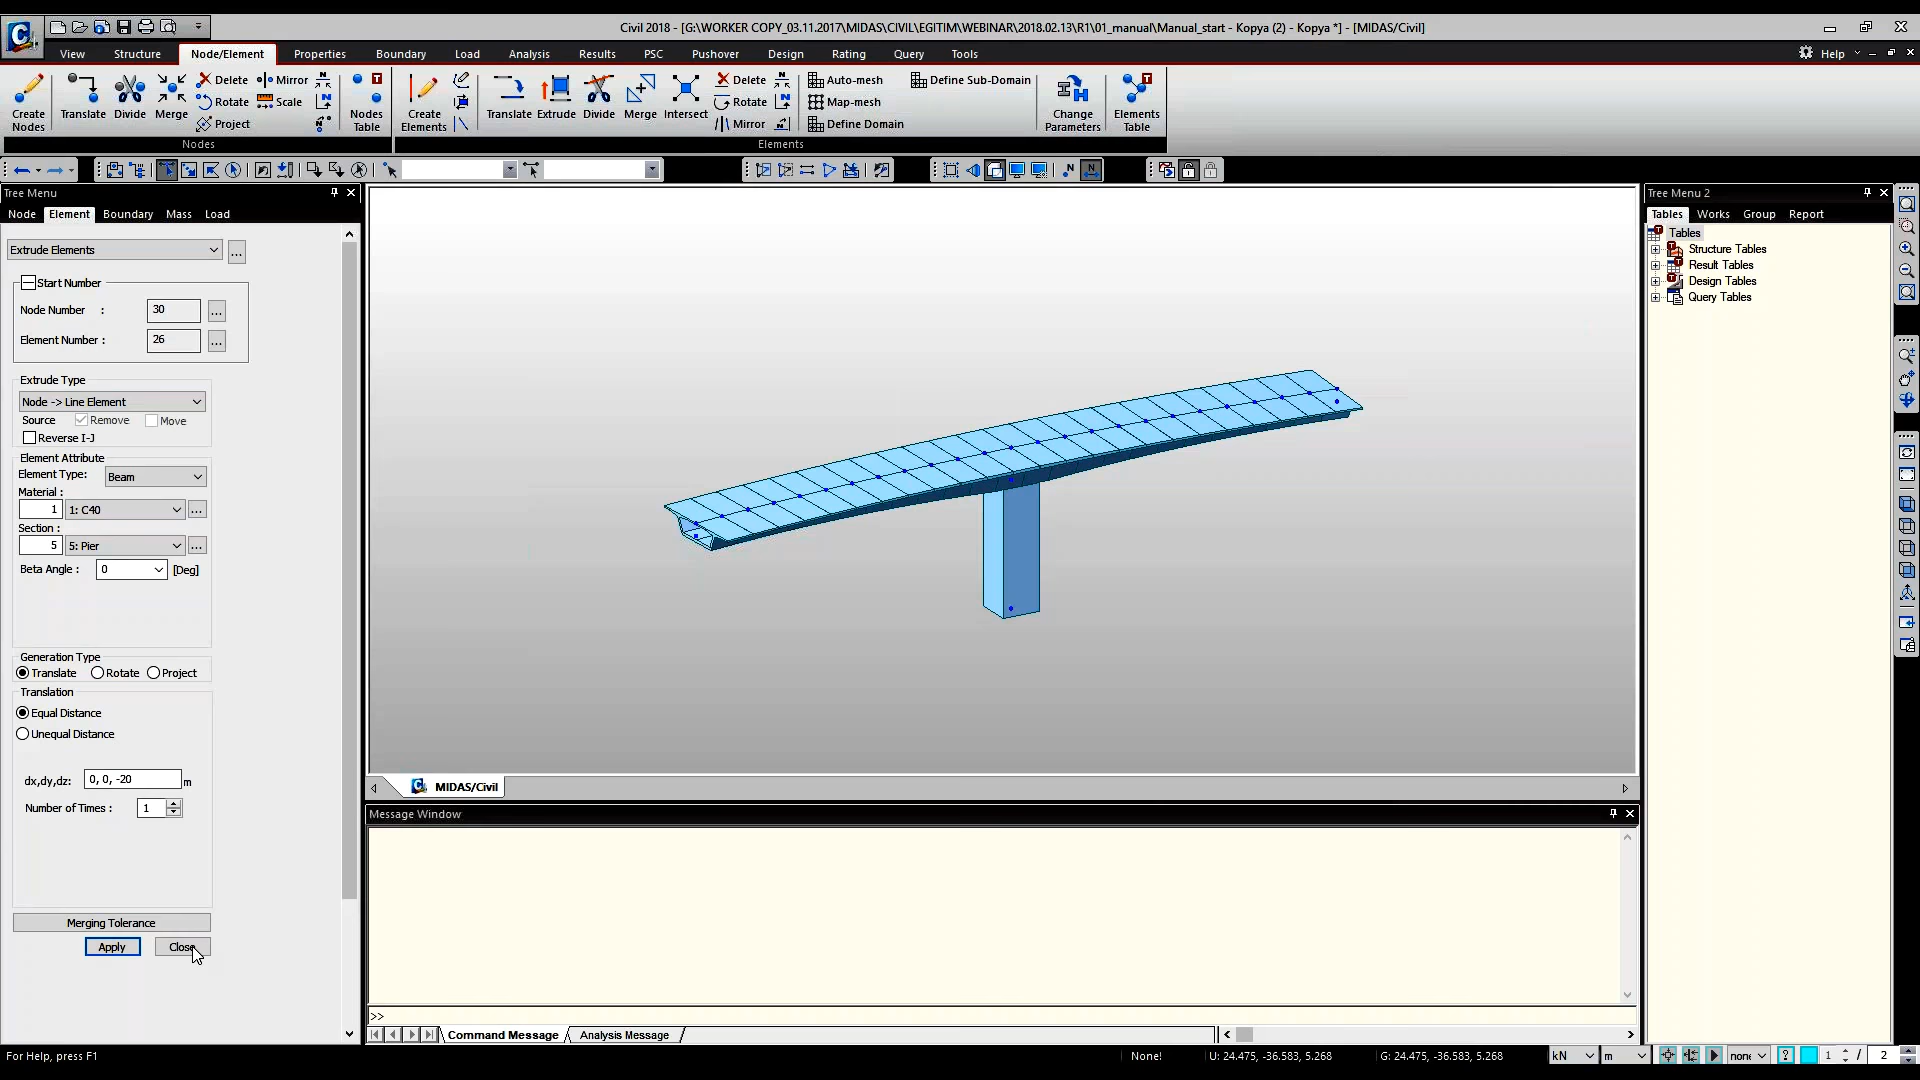 Civil 2018 - [G:\WORKER COPY_03.11.2017\MIDAS\CIVIL\EGITIM\WEBINAR\2018.02.13\R1\01_manual\Manual_start - Kopya (2) - Kopya *] - [MIDAS/Civil]
View Structure Node/Element Properties Boundary Load Analysis Results PSC Pushover Design Rating Query Tools Help
Create Nodes Translate Divide Merge Delete Rotate Project Mirror Scale Nodes Table
Create Elements Translate Extrude Divide Merge Intersect Delete Rotate Mirror Auto-mesh Map-mesh Define Domain Define Sub-Domain Change Parameters Elements Table
Nodes Elements
Tree Menu
Node Element Boundary Mass Load
Extrude Elements ...
Start Number
Node Number : 30 ...
Element Number : 26 ...
Extrude Type
Node -> Line Element
Source Remove Move
Reverse I-J
Element Attribute
Element Type: Beam
Material :
1 1: C40 ...
Section :
5 5: Pier ...
Beta Angle : 0 [Deg]
Generation Type
Translate Rotate Project
Translation
Equal Distance
Unequal Distance
dx,dy,dz: 0, 0, -20 m
Number of Times : 1
Merging Tolerance
Apply Close
MIDAS/Civil
Message Window
>>
Command Message Analysis Message
Tree Menu 2
Tables Works Group Report
Tables
Structure Tables
Result Tables
Design Tables
Query Tables
For Help, press F1 None! U: 24.475, -36.583, 5.268 G: 24.475, -36.583, 5.268 kN m none ? 1 / 2